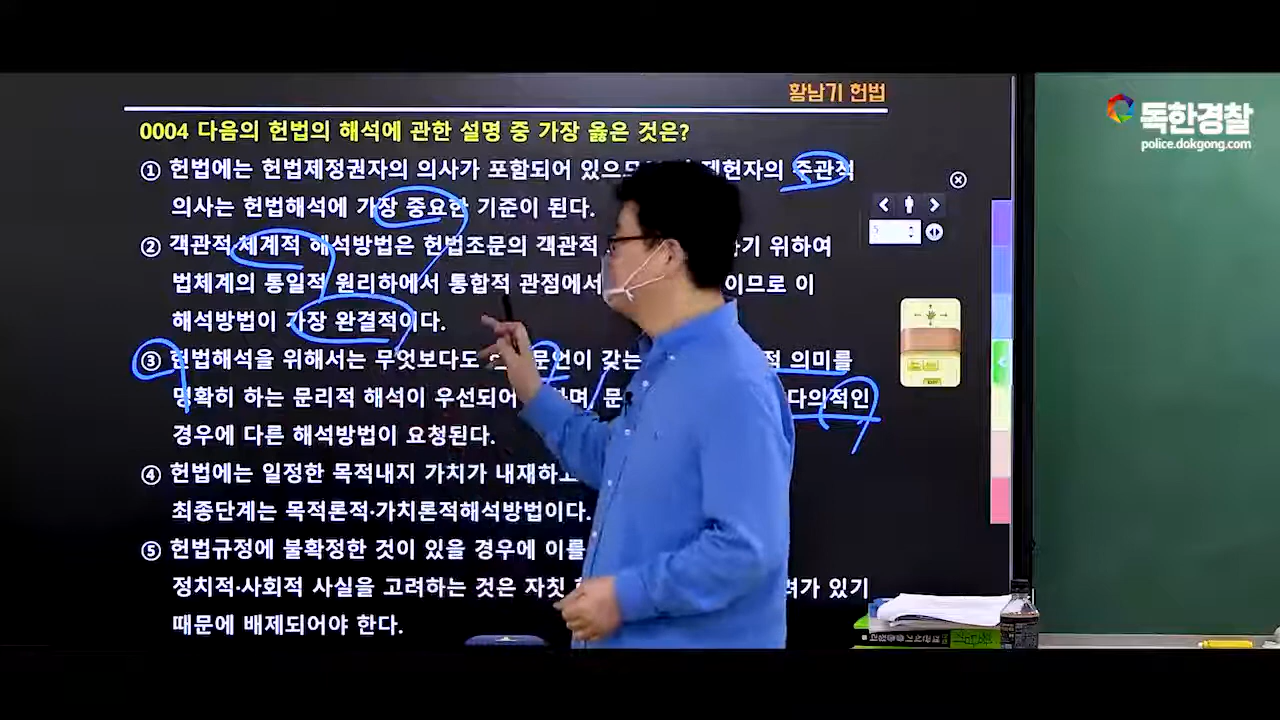 황남기 헌법
독한경찰
police.dokgong.com
0004 다음의 헌법의 해석에 관한 설명 중 가장 옳은 것은?
① 헌법에는 헌법제정권자의 의사가 포함되어 있으므로 제헌자의 주관적
의사는 헌법해석에 가장 중요한 기준이 된다.
② 객관적·체계적 해석방법은 헌법조문의 객관적 위하여
법체계의 통일적 원리하에서 통합적 관점에서 이므로 이
해석방법이 가장 완결적이다.
③ 헌법해석을 위해서는 무엇보다도 문언이 갖는 의미를
명확히 하는 문리적 해석이 우선되어 하며, 문 다의적인
경우에 다른 해석방법이 요청된다.
④ 헌법에는 일정한 목적내지 가치가 내재하고
최종단계는 목적론적·가치론적해석방법이다.
⑤ 헌법규정에 불확정한 것이 있을 경우에 이를
정치적·사회적 사실을 고려하는 것은 자칫 가 있기
때문에 배제되어야 한다.
5